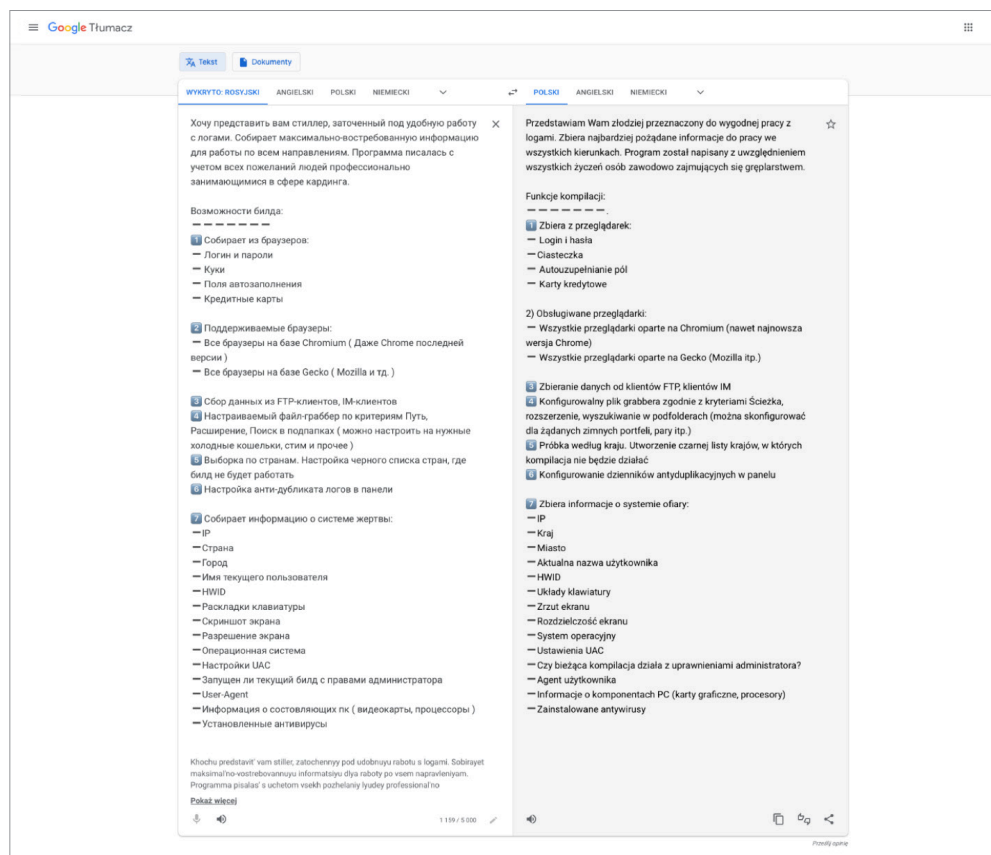 Google Tłumacz
Tekst
Dokumenty
WYKRYTO: ROSYJSKI ANGIELSKI POLSKI NIEMIECKI
POLSKI ANGIELSKI NIEMIECKI
Хочу представить вам стиллер, заточенный под удобную работу
с логами. Собирает максимально-востребованную информацию
для работы по всем направлениям. Программа писалась с
учетом всех пожеланий людей профессионально
занимающимися в сфере кардинга.
Возможности билда:
— — — — — — —
1 Собирает из браузеров:
— Логин и пароли
— Куки
— Поля автозаполнения
— Кредитные карты
2 Поддерживаемые браузеры:
— Все браузеры на базе Chromium ( Даже Chrome последней
версии )
— Все браузеры на базе Gecko ( Mozilla и тд. )
3 Сбор данных из FTP-клиентов, IM-клиентов
4 Настраиваемый файл-граббер по критериям Путь,
Расширение, Поиск в подпапках ( можно настроить на нужные
холодные кошельки, стим и прочее )
5 Выборка по странам. Настройка черного списка стран, где
билд не будет работать
6 Настройка анти-дубликата логов в панели
7 Собирает информацию о системе жертвы:
—IP
—Страна
—Город
—Имя текущего пользователя
—HWID
—Раскладки клавиатуры
—Скриншот экрана
—Разрешение экрана
—Операционная система
—Настройки UAC
—Запущен ли текущий билд с правами администратора
—User-Agent
—Информация о состовляющих пк ( видеокарты, процессоры )
—Установленные антивирусы
Khochu predstavit' vam stiller, zatochennyy pod udobnuyu rabotu s logami. Sobirayet
maksimal'no-vostrebovannuyu informatsiyu dlya raboty po vsem napravleniyam.
Programma pisalas' s uchetom vsekh pozhelaniy lyudey professional'no
Pokaż więcej
1 159 / 5 000
Przedstawiam Wam złodziej przeznaczony do wygodnej pracy z
logami. Zbiera najbardziej pożądane informacje do pracy we
wszystkich kierunkach. Program został napisany z uwzględnieniem
wszystkich życzeń osób zawodowo zajmujących się gręplarstwem.
Funkcje kompilacji:
— — — — — — —.
1 Zbiera z przeglądarek:
— Login i hasła
— Ciasteczka
— Autouzupełnianie pól
— Karty kredytowe
2) Obsługiwane przeglądarki:
— Wszystkie przeglądarki oparte na Chromium (nawet najnowsza
wersja Chrome)
— Wszystkie przeglądarki oparte na Gecko (Mozilla itp.)
3 Zbieranie danych od klientów FTP, klientów IM
4 Konfigurowalny plik grabbera zgodnie z kryteriami Ścieżka,
rozszerzenie, wyszukiwanie w podfolderach (można skonfigurować
dla żądanych zimnych portfeli, pary itp.)
5 Próbka według kraju. Utworzenie czarnej listy krajów, w których
kompilacja nie będzie działać
6 Konfigurowanie dzienników antyduplikacyjnych w panelu
7 Zbiera informacje o systemie ofiary:
—IP
—Kraj
—Miasto
—Aktualna nazwa użytkownika
—HWID
—Układy klawiatury
—Zrzut ekranu
—Rozdzielczość ekranu
—System operacyjny
—Ustawienia UAC
—Czy bieżąca kompilacja działa z uprawnieniami administratora?
—Agent użytkownika
—Informacje o komponentach PC (karty graficzne, procesory)
—Zainstalowane antywirusy
Prześlij opinię